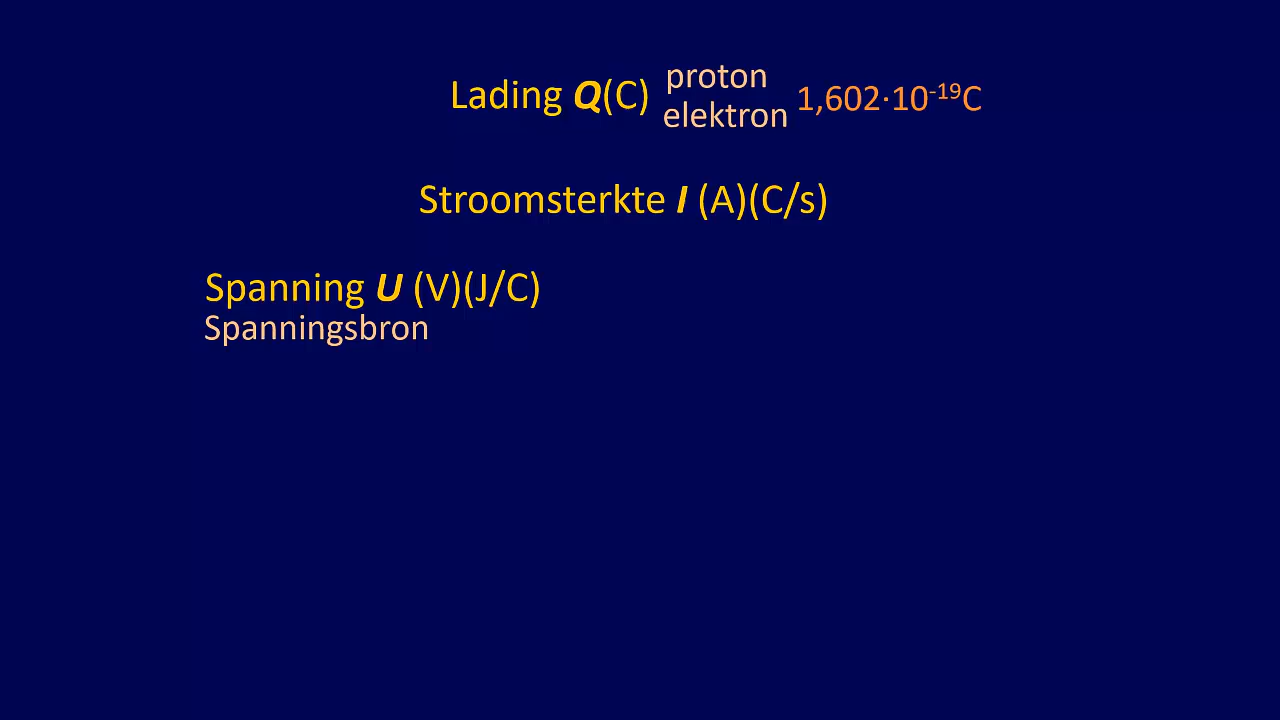 Lading Q(C) proton
elektron 1,602·10⁻¹⁹C
Stroomsterkte I (A)(C/s)
Spanning U (V)(J/C)
Spanningsbron